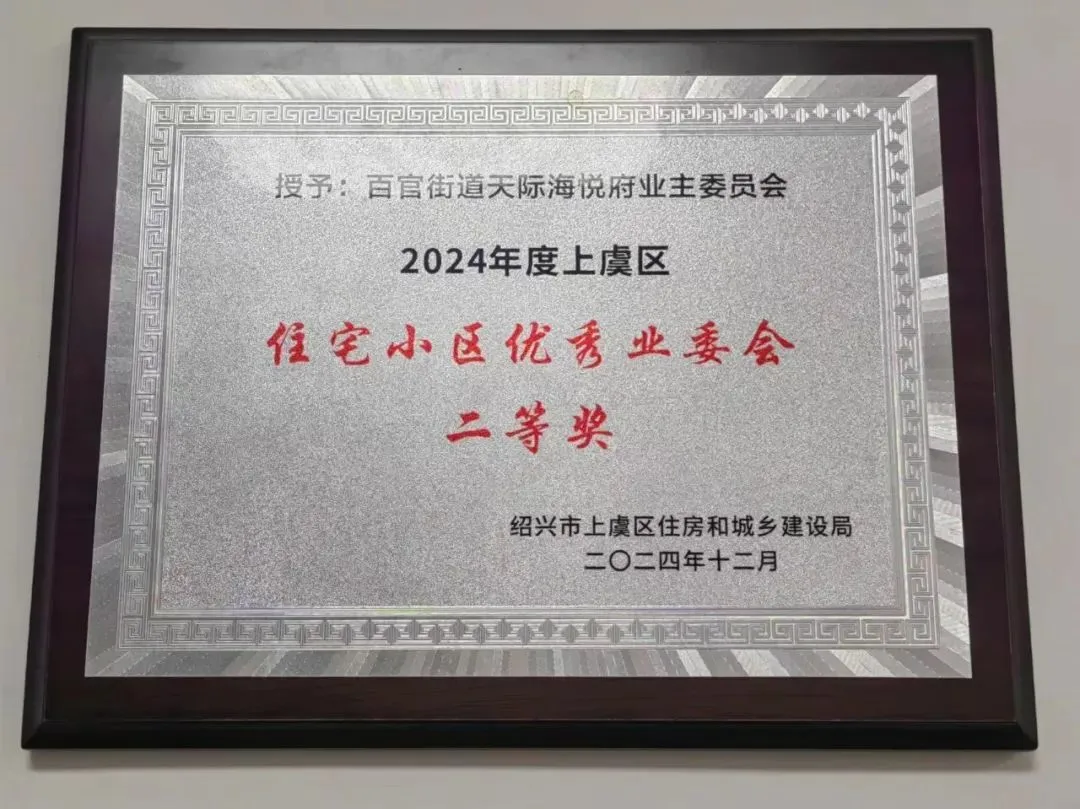 授予：百官街道天际海悦府业主委员会
2024年度上虞区
住宅小区优秀业委会
二等奖
绍兴市上虞区住房和城乡建设局
二〇二四年十二月